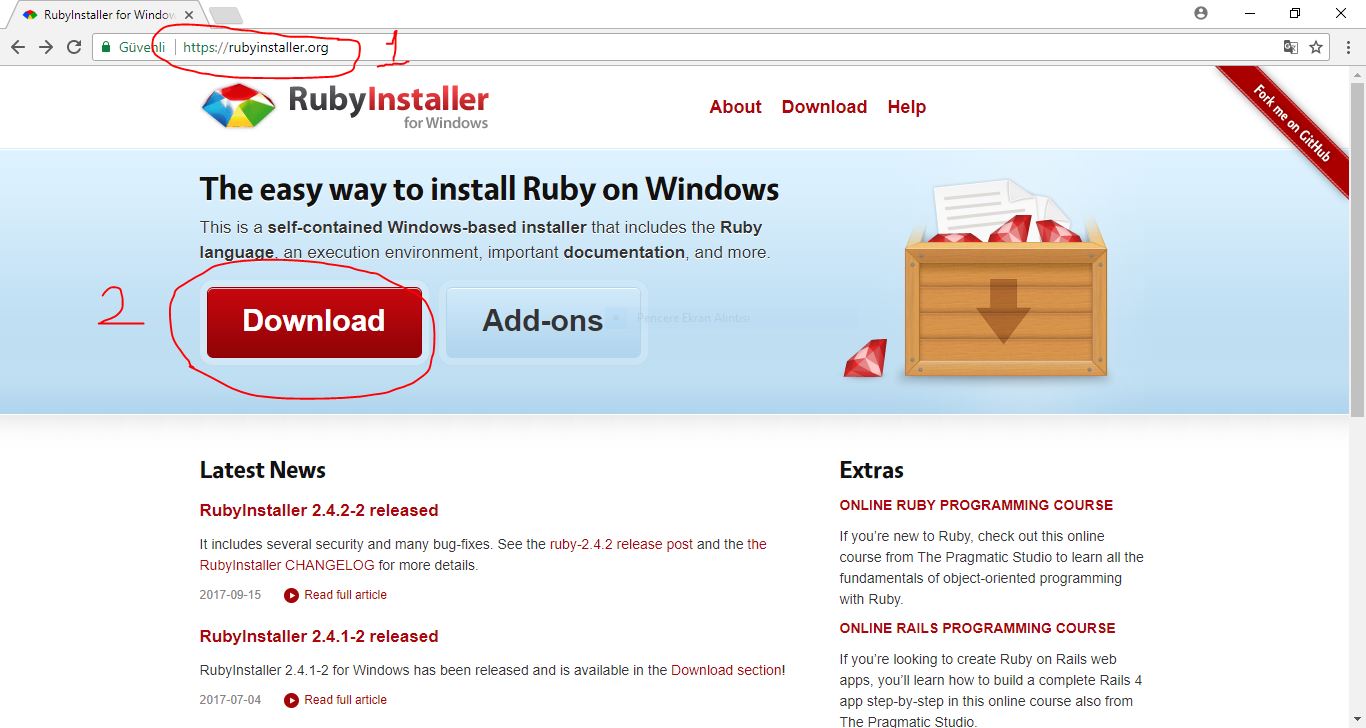 RubyInstaller for Window
Güvenli | https://rubyinstaller.org
1
RubyInstaller
for Windows
About Download Help
Fork me on GitHub
The easy way to install Ruby on Windows
This is a self-contained Windows-based installer that includes the Ruby
language, an execution environment, important documentation, and more.
2
Download
Add-ons
Pencere Ekran Alıntısı
Latest News
RubyInstaller 2.4.2-2 released
It includes several security and many bug-fixes. See the ruby-2.4.2 release post and the the
RubyInstaller CHANGELOG for more details.
2017-09-15 Read full article
RubyInstaller 2.4.1-2 released
RubyInstaller 2.4.1-2 for Windows has been released and is available in the Download section!
2017-07-04 Read full article
Extras
ONLINE RUBY PROGRAMMING COURSE
If you’re new to Ruby, check out this online
course from The Pragmatic Studio to learn all the
fundamentals of object-oriented programming
with Ruby.
ONLINE RAILS PROGRAMMING COURSE
If you’re looking to create Ruby on Rails web
apps, you’ll learn how to build a complete Rails 4
app step-by-step in this online course also from
The Pragmatic Studio.